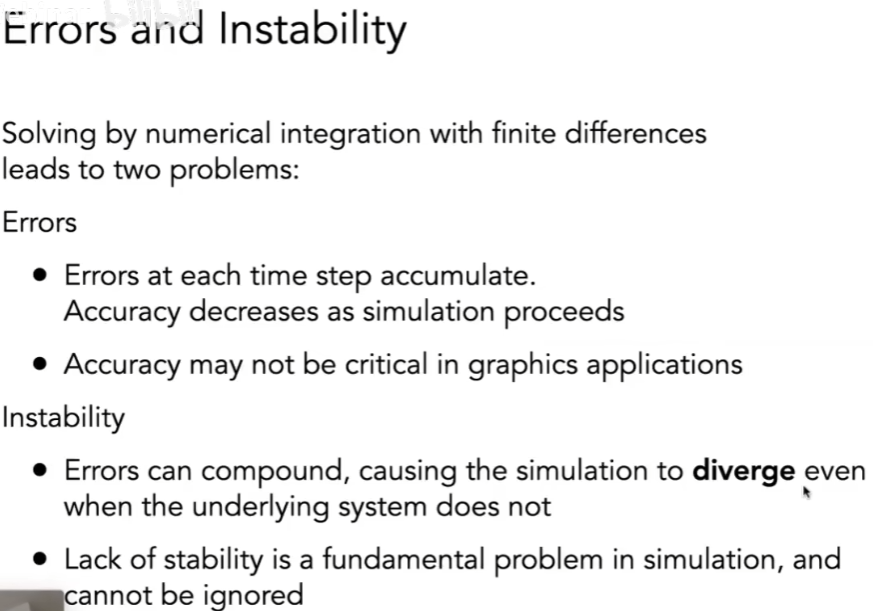 Errors and Instability
Solving by numerical integration with finite differences
leads to two problems:
Errors
● Errors at each time step accumulate.
Accuracy decreases as simulation proceeds
● Accuracy may not be critical in graphics applications
Instability
● Errors can compound, causing the simulation to diverge even
when the underlying system does not
● Lack of stability is a fundamental problem in simulation, and
cannot be ignored